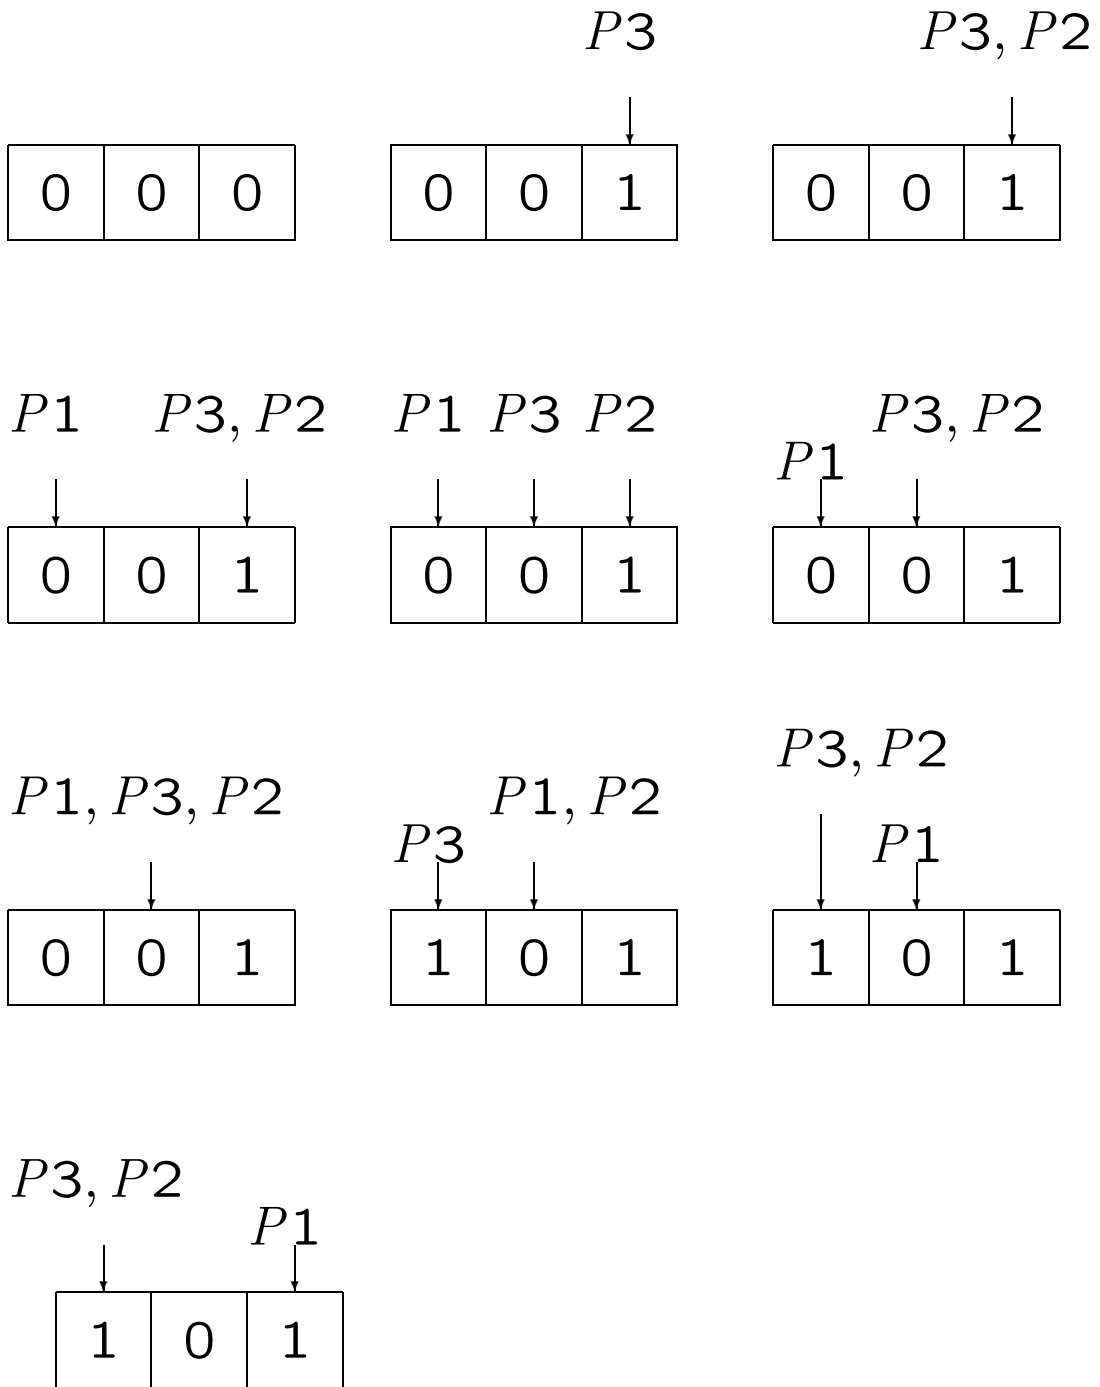 P3 P3, P2
0 0 0 0 0 1 0 0 1
P1 P3, P2 P1 P3 P2 P3, P2
P1
0 0 1 0 0 1 0 0 1
P3, P2
P1, P3, P2 P1, P2
P3 P1
0 0 1 1 0 1 1 0 1
P3, P2
P1
1 0 1